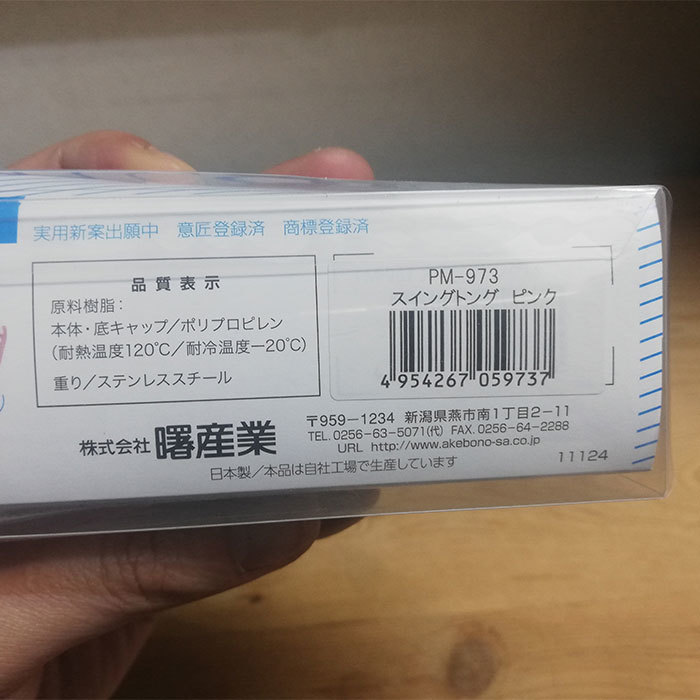 実用新案出願中 意匠登録済 商標登録済
品質表示
原料樹脂:
本体・底キャップ/ポリプロピレン
(耐熱温度120℃/耐冷温度-20℃)
重り/ステンレススチール
PM-973
スイングトング ピンク
4 954267 059737
株式会社 曙産業
〒959-1234 新潟県燕市南1丁目2-11
TEL. 0256-63-5071(代) FAX. 0256-64-2288
URL http://www.akebono-sa.co.jp
日本製/本品は自社工場で生産しています
11124